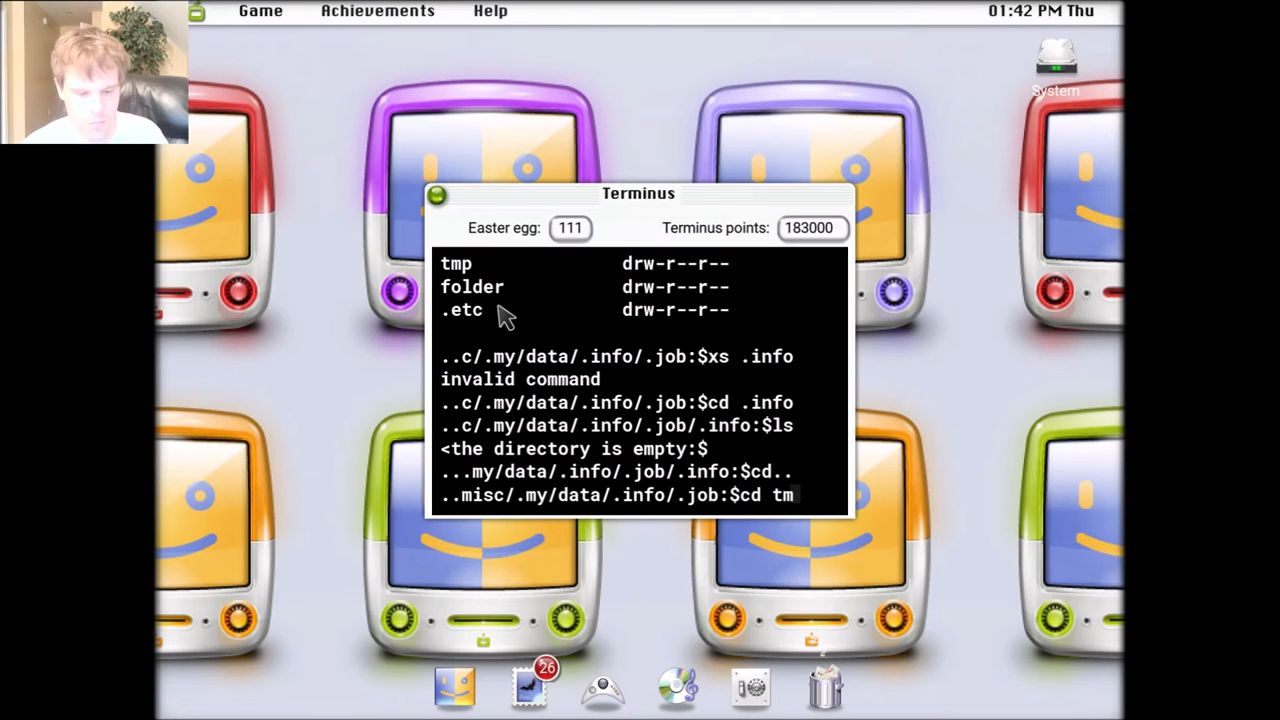 Game Achievements Help 01:42 PM Thu
System
Terminus
Easter egg: 111 Terminus points: 183000
tmp drw-r--r--
folder drw-r--r--
.etc drw-r--r--
..c/.my/data/.info/.job:$xs .info
invalid command
..c/.my/data/.info/.job:$cd .info
..c/.my/data/.info/.job/.info:$ls
<the directory is empty:$
...my/data/.info/.job/.info:$cd..
..misc/.my/data/.info/.job:$cd tm
26